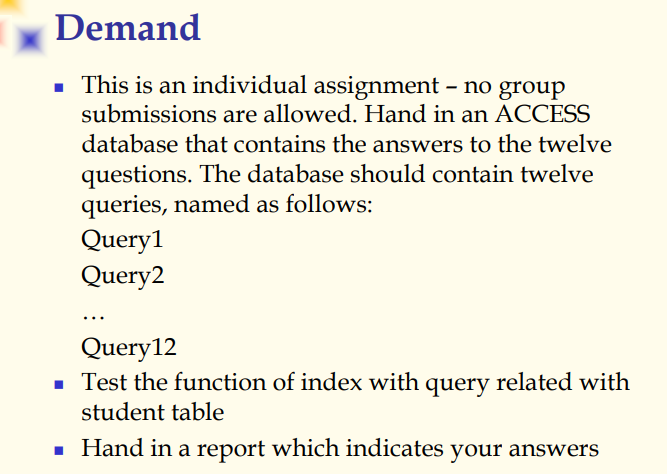 Demand
This is an individual assignment – no group
submissions are allowed. Hand in an ACCESS
database that contains the answers to the twelve
questions. The database should contain twelve
queries, named as follows:
Query1
Query2
…
Query12
Test the function of index with query related with
student table
Hand in a report which indicates your answers